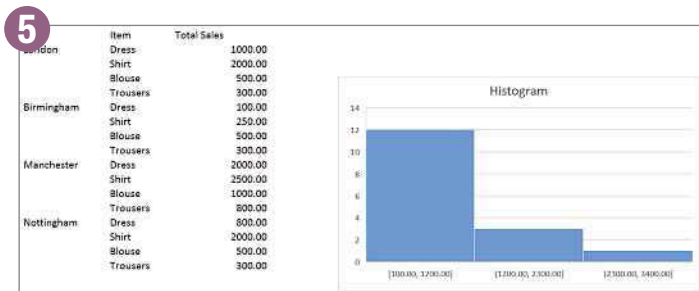 5
Item Total Sales
London Dress 1000.00
Shirt 2000.00
Blouse 500.00
Trousers 300.00
Birmingham Dress 100.00
Shirt 250.00
Blouse 500.00
Trousers 300.00
Manchester Dress 2000.00
Shirt 2500.00
Blouse 1000.00
Trousers 800.00
Nottingham Dress 800.00
Shirt 2000.00
Blouse 500.00
Trousers 300.00
Histogram
14
12
10
8
6
4
2
0
[100.00, 1200.00] (1200.00, 2300.00] (2300.00, 3400.00]